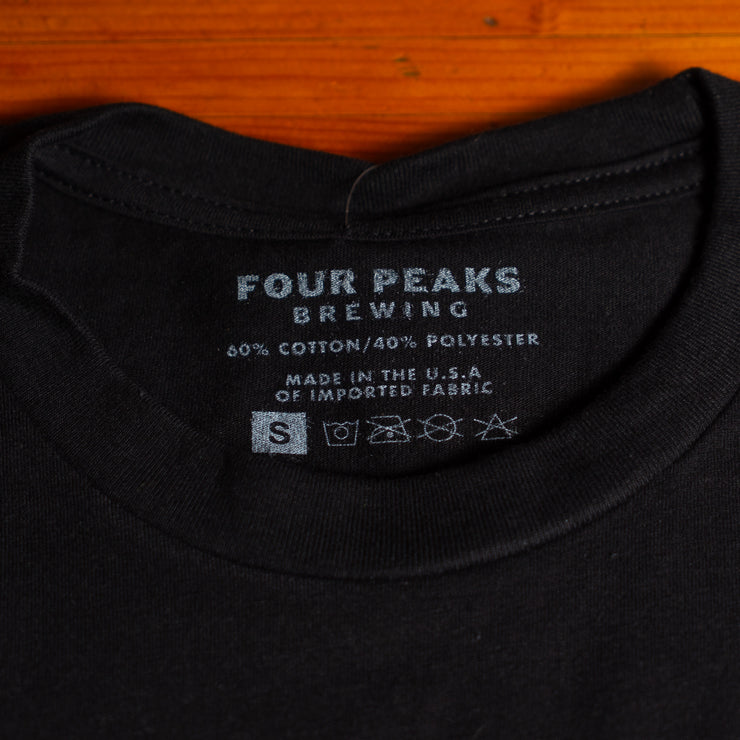 FOUR PEAKS
BREWING
60% COTTON/40% POLYESTER
MADE IN THE U.S.A
OF IMPORTED FABRIC
S